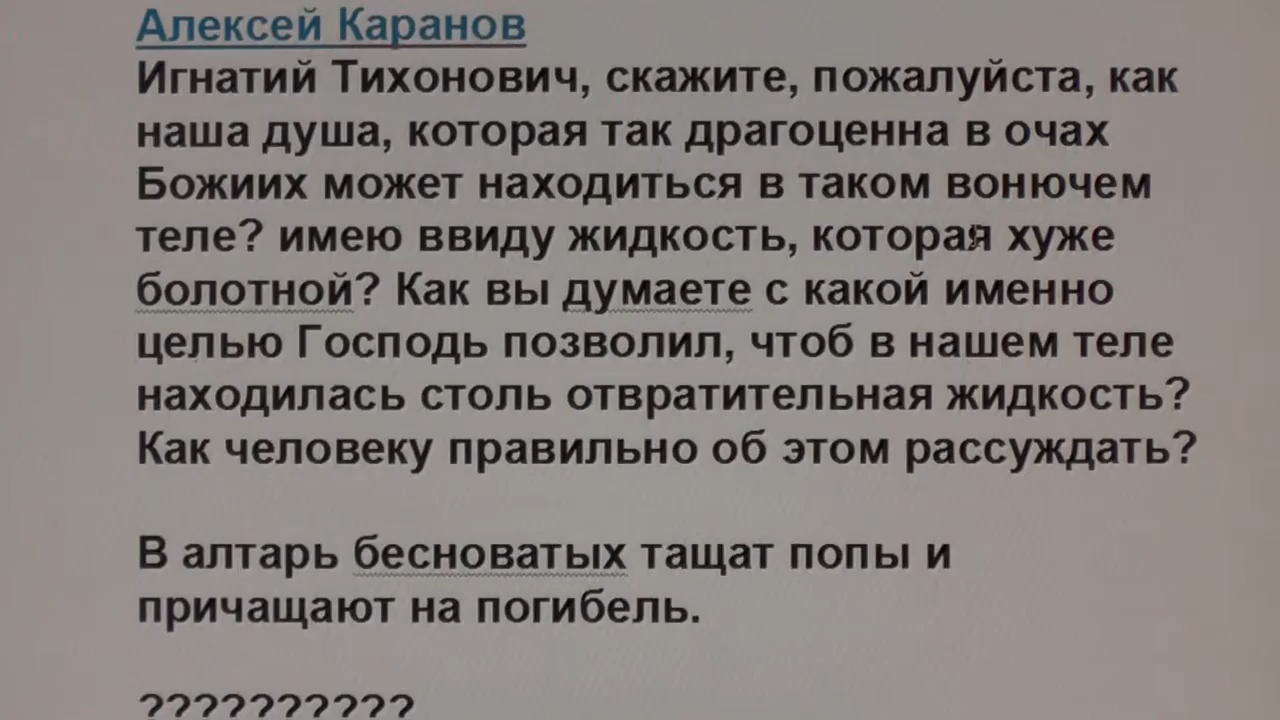 Алексей Каранов
Игнатий Тихонович, скажите, пожалуйста, как
наша душа, которая так драгоценна в очах
Божиих может находиться в таком вонючем
теле? имею ввиду жидкость, которая хуже
болотной? Как вы думаете с какой именно
целью Господь позволил, чтоб в нашем теле
находилась столь отвратительная жидкость?
Как человеку правильно об этом рассуждать?
В алтарь бесноватых тащат попы и
причащают на погибель.
??????????